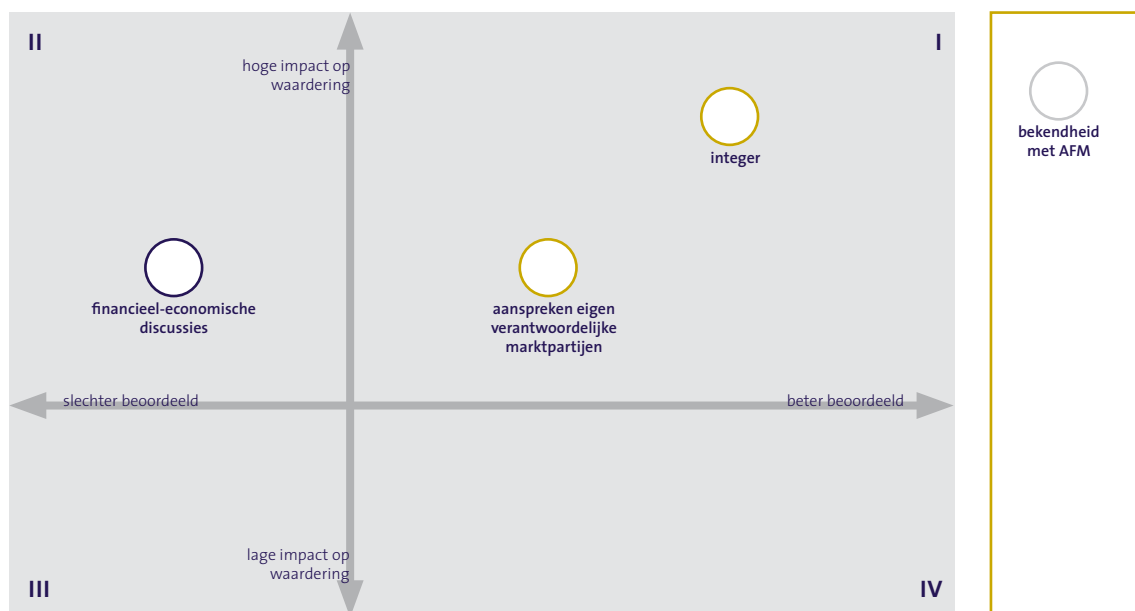 II
I
hoge impact op
waardering
integer
bekendheid
met AFM
financieel-economische
discussies
aanspreken eigen
verantwoordelijke
marktpartijen
slechter beoordeeld
beter beoordeeld
lage impact op
waardering
III
IV